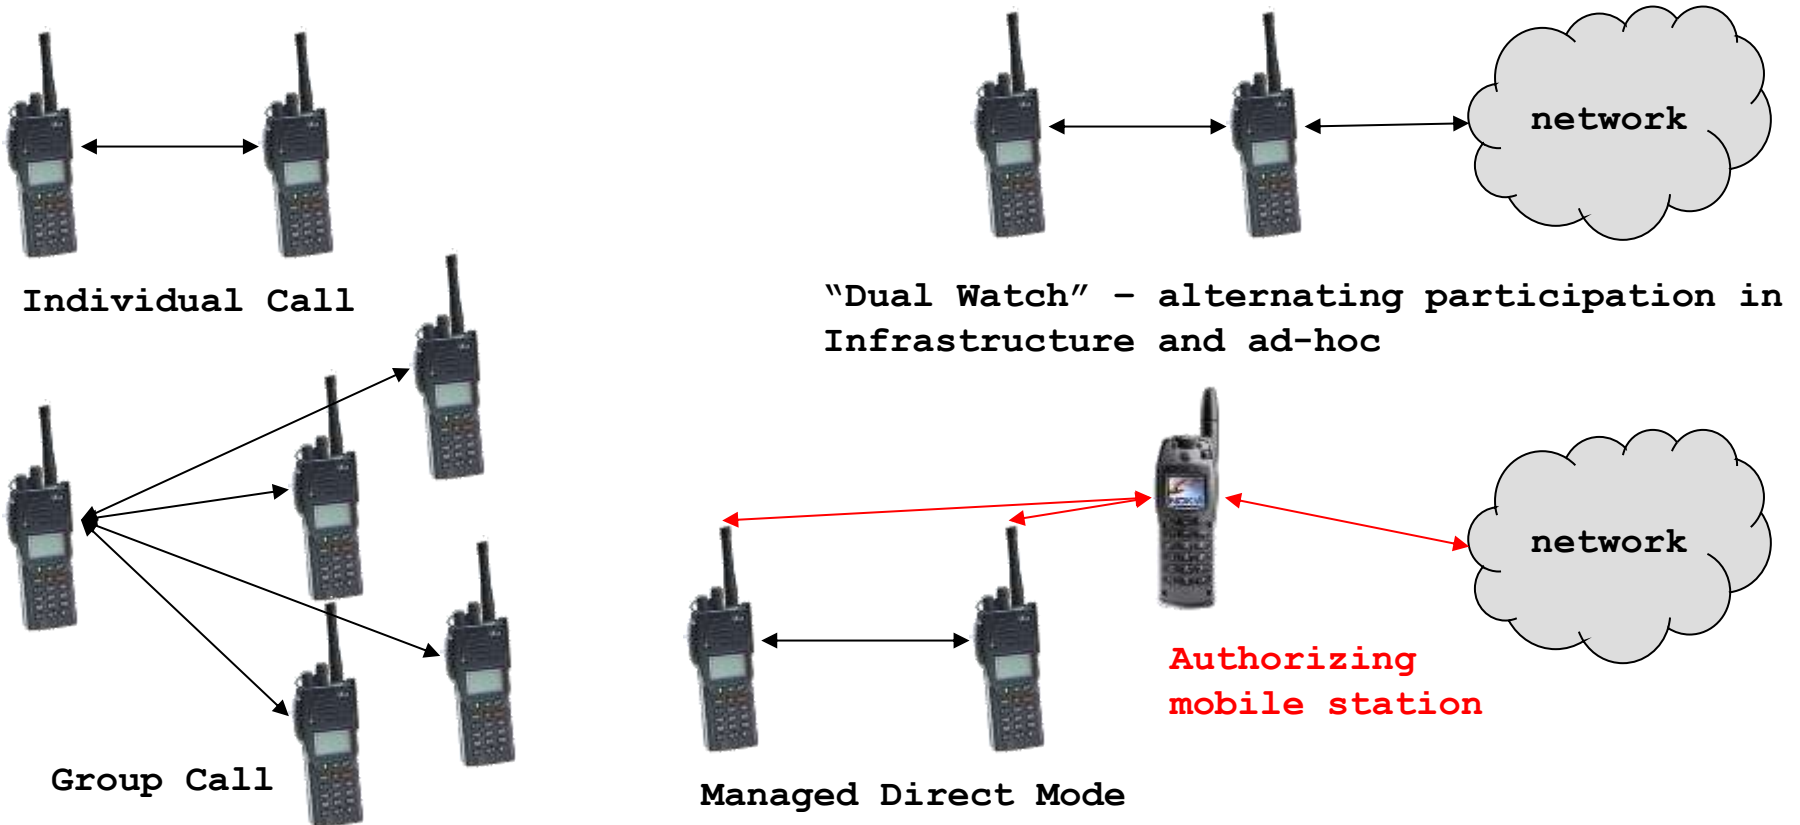 network
Individual Call
“Dual Watch” – alternating participation in
Infrastructure and ad-hoc
NOKIA
network
Authorizing
mobile station
Group Call
Managed Direct Mode